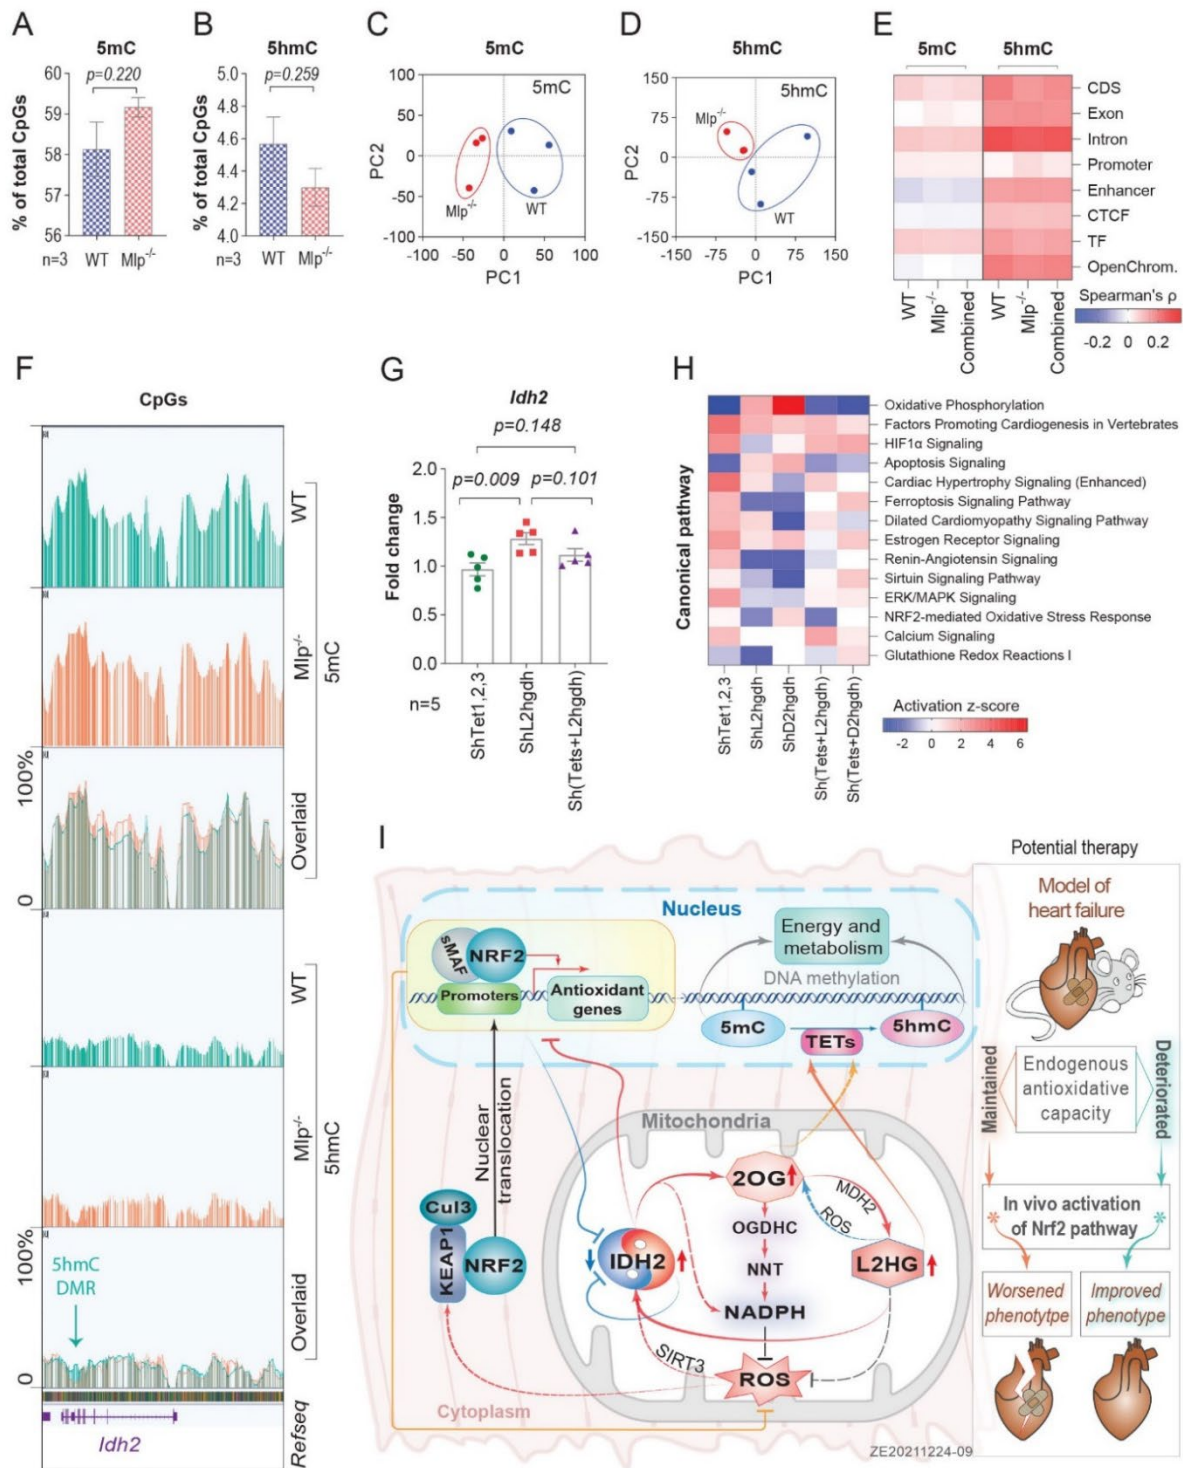 A
5mC
p=0.220
% of total CpGs
60
59
58
57
56
n=3
WT
Mlp-/-
B
5hmC
p=0.259
% of total CpGs
5.0
4.8
4.6
4.4
4.2
4.0
n=3
WT
Mlp-/-
C
5mC
5mC
PC2
100
50
0
-50
-100
Mlp-/-
WT
-100 -50 0 50 100
PC1
D
5hmC
5hmC
PC2
150
75
0
-75
-150
Mlp-/-
WT
-150 -75 0 75 150
PC1
E
5mC
5hmC
CDS
Exon
Intron
Promoter
Enhancer
CTCF
TF
OpenChrom.
WT
Mlp-/-
Combined
WT
Mlp-/-
Combined
Spearman's ρ
-0.2 0 0.2
F
CpGs
WT
Mlp-/-
5mC
100%
Overlaid
0
WT
Mlp-/-
5hmC
100%
5hmC
DMR
Overlaid
0
Idh2
Refseq
G
Idh2
p=0.148
p=0.009
p=0.101
Fold change
2.0
1.5
1.0
0.5
0.0
n=5
ShTet1,2,3
ShL2hgdh
Sh(Tets+L2hgdh)
H
Canonical pathway
Oxidative Phosphorylation
Factors Promoting Cardiogenesis in Vertebrates
HIF1α Signaling
Apoptosis Signaling
Cardiac Hypertrophy Signaling (Enhanced)
Ferroptosis Signaling Pathway
Dilated Cardiomyopathy Signaling Pathway
Estrogen Receptor Signaling
Renin-Angiotensin Signaling
Sirtuin Signaling Pathway
ERK/MAPK Signaling
NRF2-mediated Oxidative Stress Response
Calcium Signaling
Glutathione Redox Reactions I
ShTet1,2,3
ShL2hgdh
ShD2hgdh
Sh(Tets+L2hgdh)
Sh(Tets+D2hgdh)
Activation z-score
-2 0 2 4 6
I
Nucleus
sMAF
NRF2
Promoters
Antioxidant
genes
Energy and
metabolism
DNA methylation
5mC
TETs
5hmC
Nuclear
translocation
Cul3
KEAP1
NRF2
Mitochondria
2OG
MDH2
ROS
OGDHC
NNT
NADPH
L2HG
IDH2
SIRT3
ROS
Cytoplasm
Potential therapy
Model of
heart failure
Maintained
Endogenous
antioxidative
capacity
Deteriorated
* In vivo activation
of Nrf2 pathway *
Worsened
phenotytpe
Improved
phenotype
ZE20211224-09